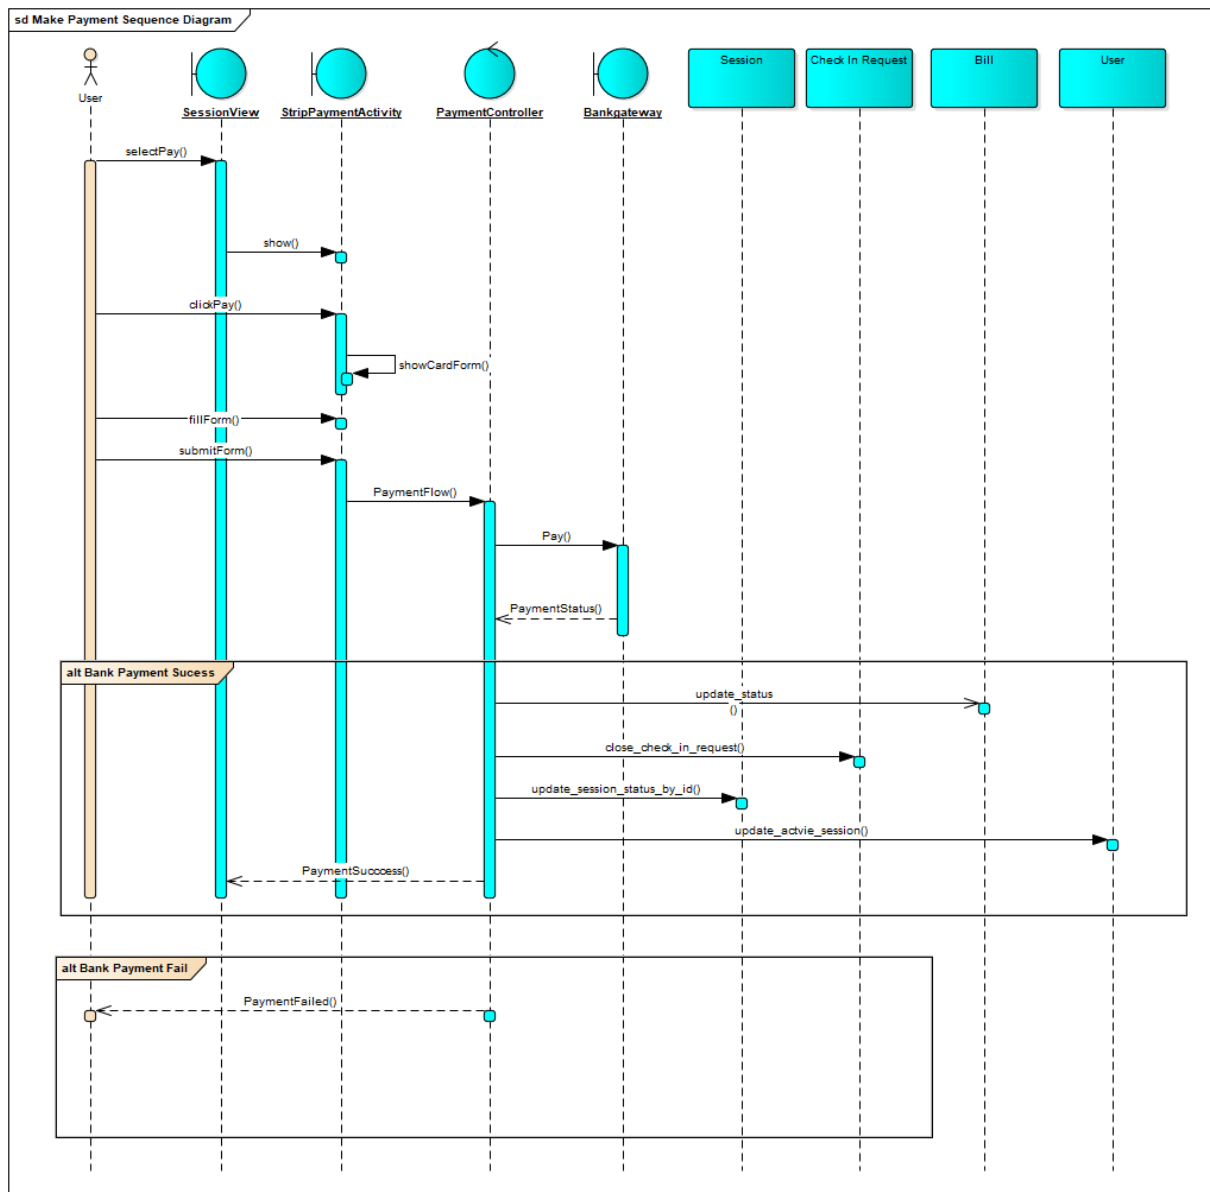 sd Make Payment Sequence Diagram
User
SessionView
StripPaymentActivity
PaymentController
Bankgateway
Session
Check In Request
Bill
User
selectPay()
show()
clickPay()
showCardForm()
fillForm()
submitForm()
PaymentFlow()
Pay()
PaymentStatus()
alt Bank Payment Sucess
update_status
()
close_check_in_request()
update_session_status_by_id()
update_actvie_session()
PaymentSucccess()
alt Bank Payment Fail
PaymentFailed()